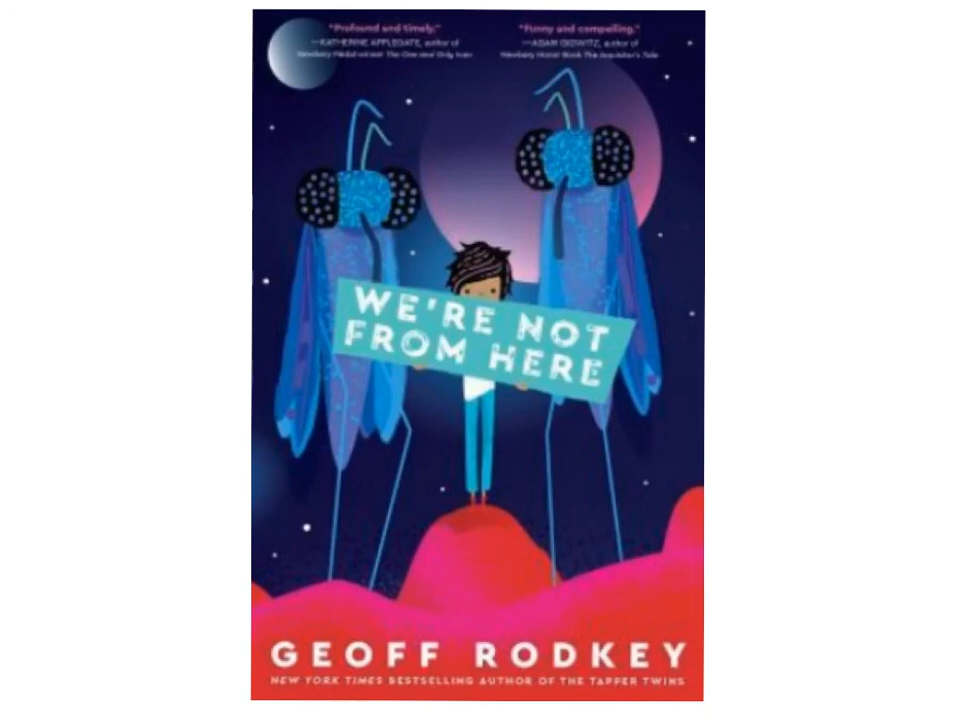 "Profound and timely."
—KATHERINE APPLEGATE, author of
Newbery Medal winner The One and Only Ivan
"Funny and compelling."
—ADAM GIDWITZ, author of
Newbery Honor Book The Inquisitor's Tale
WE'RE NOT
FROM HERE
GEOFF RODKEY
NEW YORK TIMES BESTSELLING AUTHOR OF THE TAPPER TWINS